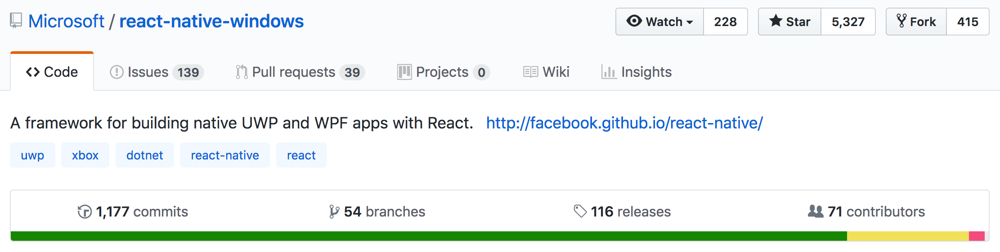 Microsoft / react-native-windows Watch 228 Star 5,327 Fork 415
Code Issues 139 Pull requests 39 Projects 0 Wiki Insights
A framework for building native UWP and WPF apps with React. http://facebook.github.io/react-native/
uwp xbox dotnet react-native react
1,177 commits 54 branches 116 releases 71 contributors